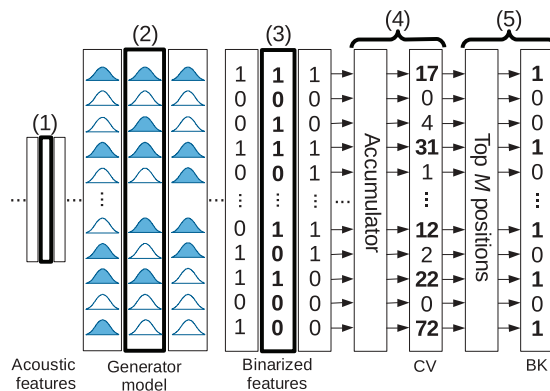 (1)
(2)
(3)
(4)
(5)
1 1 1 17 1
0 0 0 0 0
0 0 0 4 0
1 1 1 31 1
1 0 0 1 0
... ... ... ... ... ... ... ...
0 1 1 12 1
1 0 1 2 0
1 1 0 22 1
0 0 0 0 0
1 0 0 72 1
Accumulator
Top M positions
Acoustic
features
Generator
model
Binarized
features
CV
BK